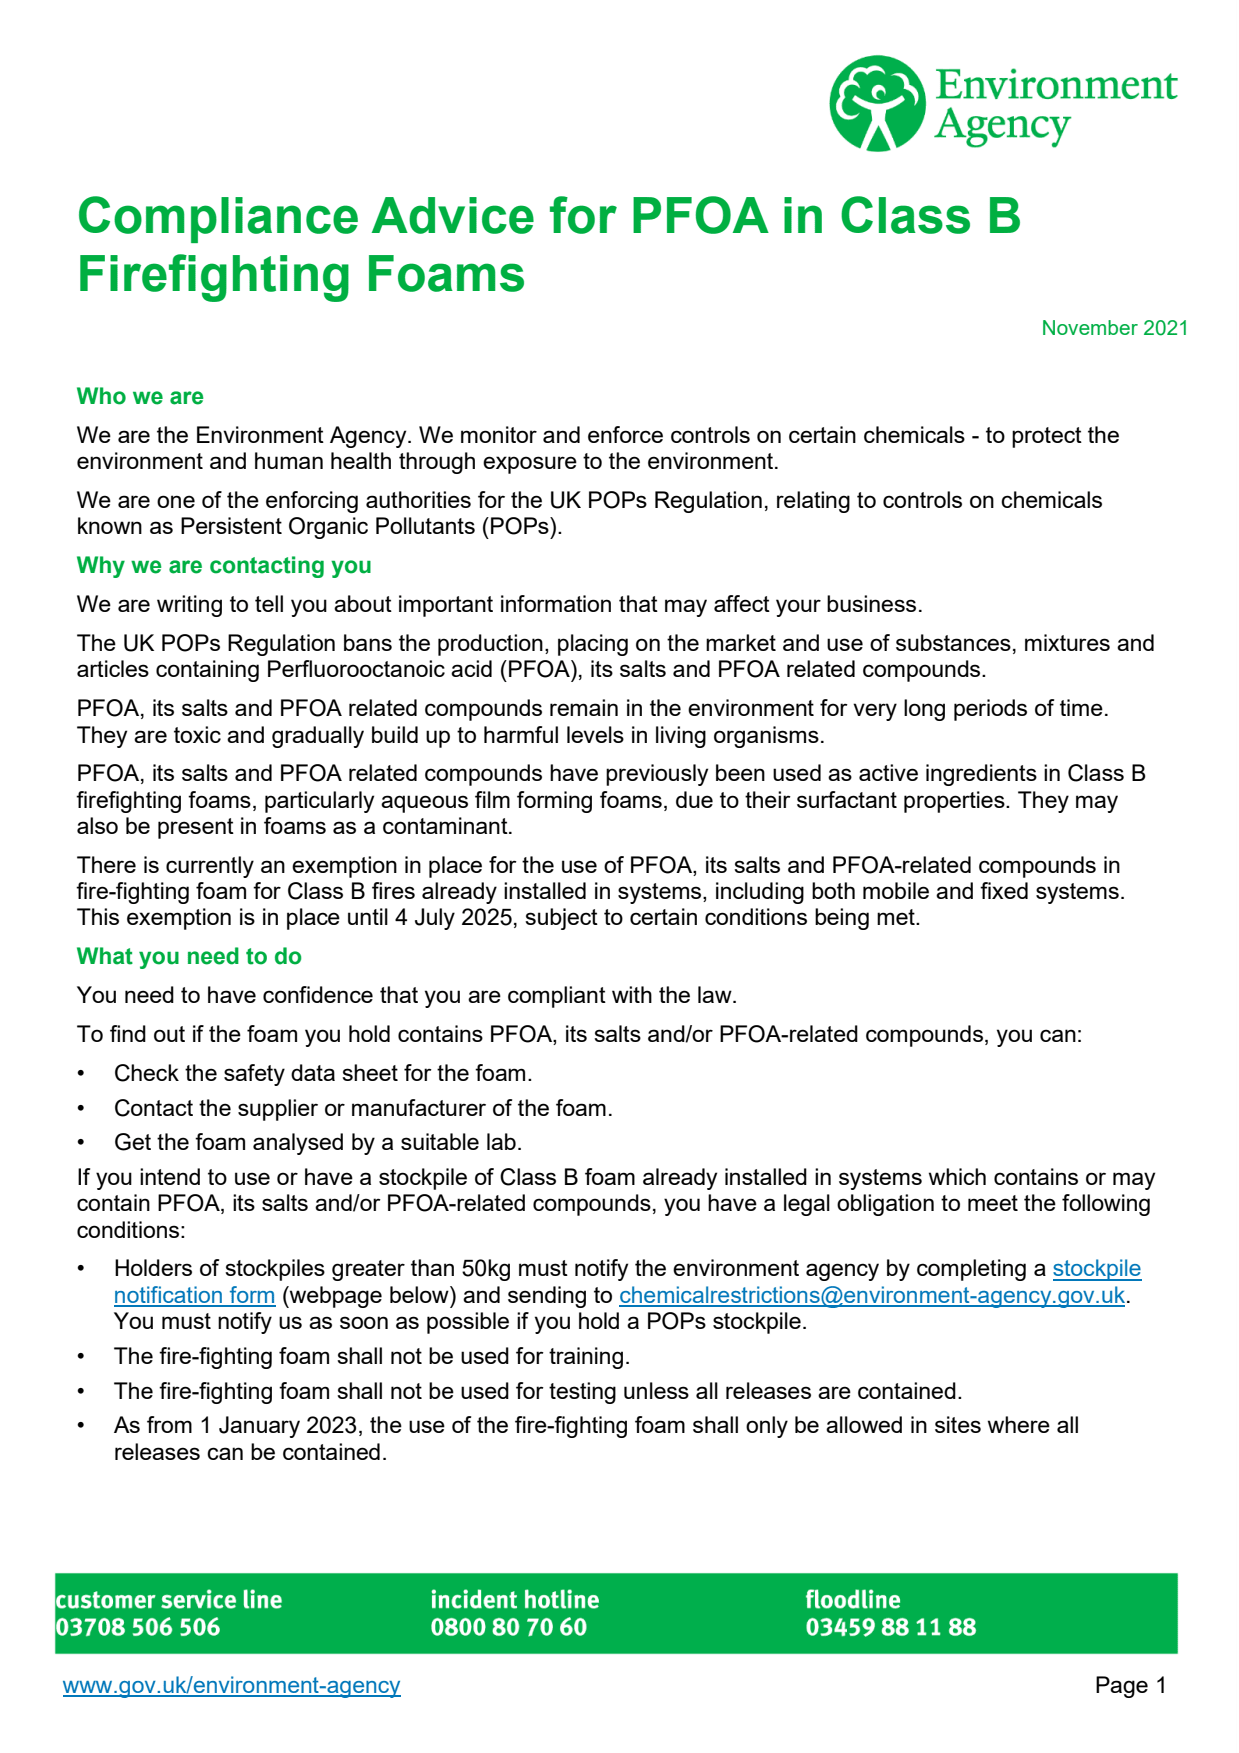 Environment
Agency
Compliance Advice for PFOA in Class B
Firefighting Foams
November 2021
Who we are
We are the Environment Agency. We monitor and enforce controls on certain chemicals - to protect the
environment and human health through exposure to the environment.
We are one of the enforcing authorities for the UK POPs Regulation, relating to controls on chemicals
known as Persistent Organic Pollutants (POPs).
Why we are contacting you
We are writing to tell you about important information that may affect your business.
The UK POPs Regulation bans the production, placing on the market and use of substances, mixtures and
articles containing Perfluorooctanoic acid (PFOA), its salts and PFOA related compounds.
PFOA, its salts and PFOA related compounds remain in the environment for very long periods of time.
They are toxic and gradually build up to harmful levels in living organisms.
PFOA, its salts and PFOA related compounds have previously been used as active ingredients in Class B
firefighting foams, particularly aqueous film forming foams, due to their surfactant properties. They may
also be present in foams as a contaminant.
There is currently an exemption in place for the use of PFOA, its salts and PFOA-related compounds in
fire-fighting foam for Class B fires already installed in systems, including both mobile and fixed systems.
This exemption is in place until 4 July 2025, subject to certain conditions being met.
What you need to do
You need to have confidence that you are compliant with the law.
To find out if the foam you hold contains PFOA, its salts and/or PFOA-related compounds, you can:
• Check the safety data sheet for the foam.
• Contact the supplier or manufacturer of the foam.
• Get the foam analysed by a suitable lab.
If you intend to use or have a stockpile of Class B foam already installed in systems which contains or may
contain PFOA, its salts and/or PFOA-related compounds, you have a legal obligation to meet the following
conditions:
• Holders of stockpiles greater than 50kg must notify the environment agency by completing a stockpile
notification form (webpage below) and sending to chemicalrestrictions@environment-agency.gov.uk.
You must notify us as soon as possible if you hold a POPs stockpile.
• The fire-fighting foam shall not be used for training.
• The fire-fighting foam shall not be used for testing unless all releases are contained.
• As from 1 January 2023, the use of the fire-fighting foam shall only be allowed in sites where all
releases can be contained.
customer service line incident hotline floodline
03708 506 506 0800 80 70 60 03459 88 11 88
www.gov.uk/environment-agency Page 1